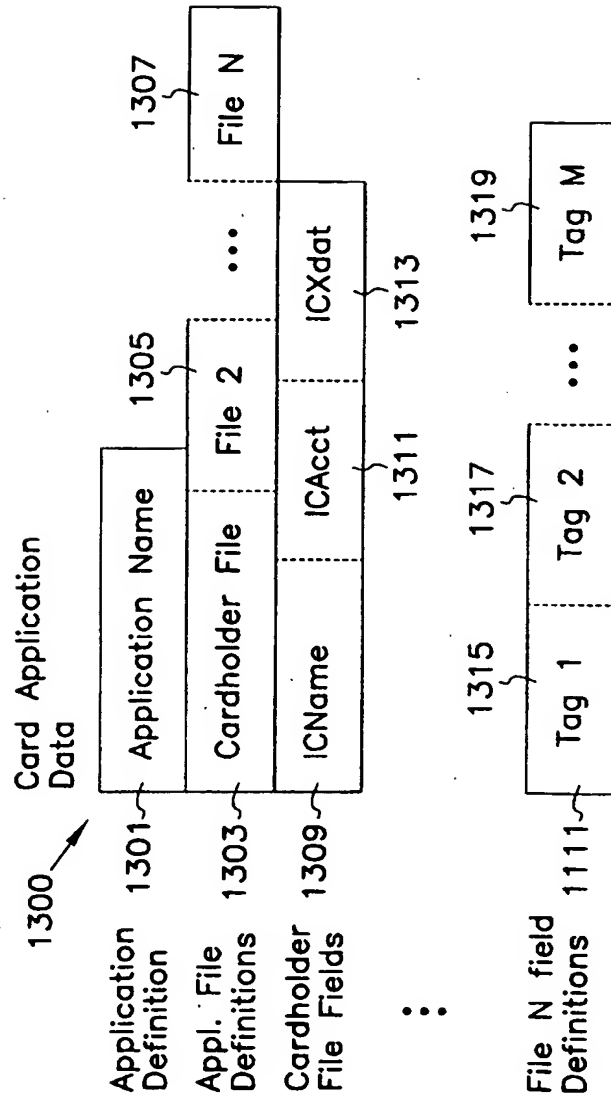 1300
Card Application
Data
Application
Definition
1301
Application Name
Appl. File
Definitions
1303
Cardholder File
1305
File 2
•••
1307
File N
Cardholder
File Fields
1309
ICName
ICAcct
1311
ICXdat
1313
•••
File N field
Definitions
1111
1315
Tag 1
1317
Tag 2
•••
1319
Tag M